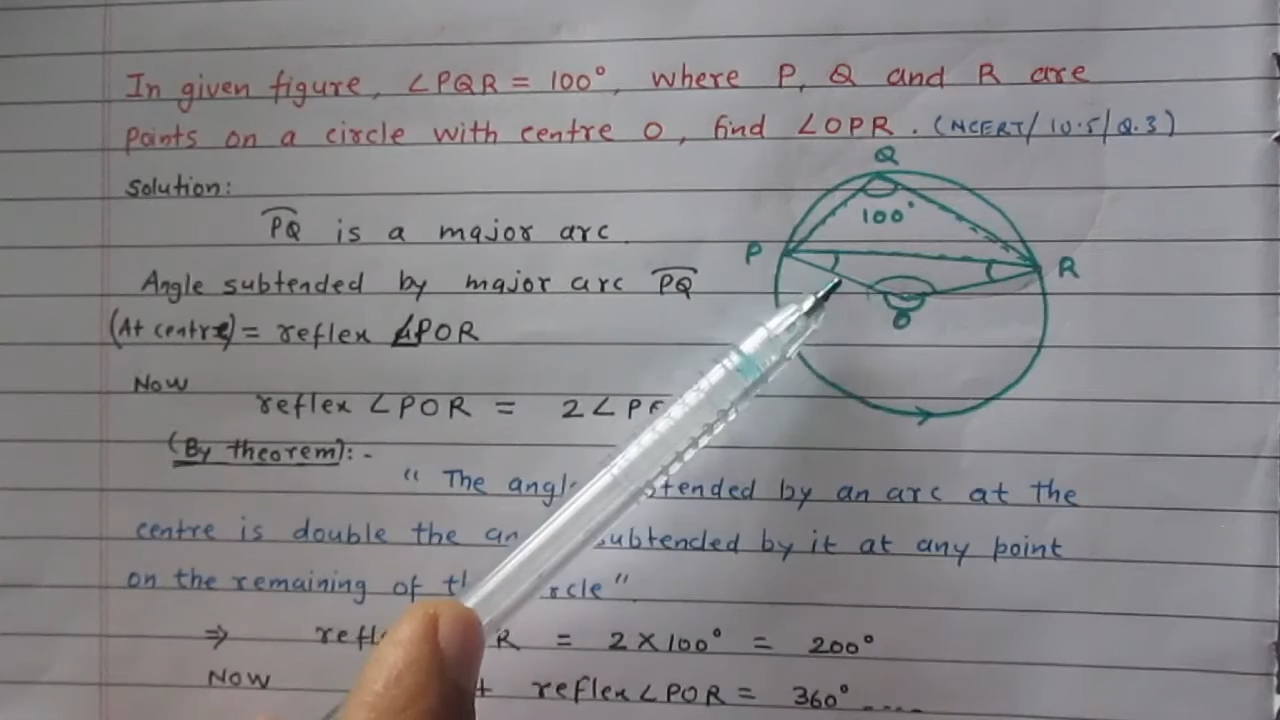 In given figure, ∠PQR = 100°, where P, Q and R are
points on a circle with centre O, find ∠OPR. (NCERT/10.5/Q.3)
Solution:
PQ is a major arc.
Angle subtended by major arc PQ
(At centre) = reflex ∠POR
Now
reflex ∠POR = 2∠P
(By theorem):-
"The angl tended by an arc at the
centre is double the an subtended by it at any point
on the remaining of t rcle"
⇒ refl R = 2×100° = 200°
Now + reflex∠POR = 360°....
Q
100°
P
R
O